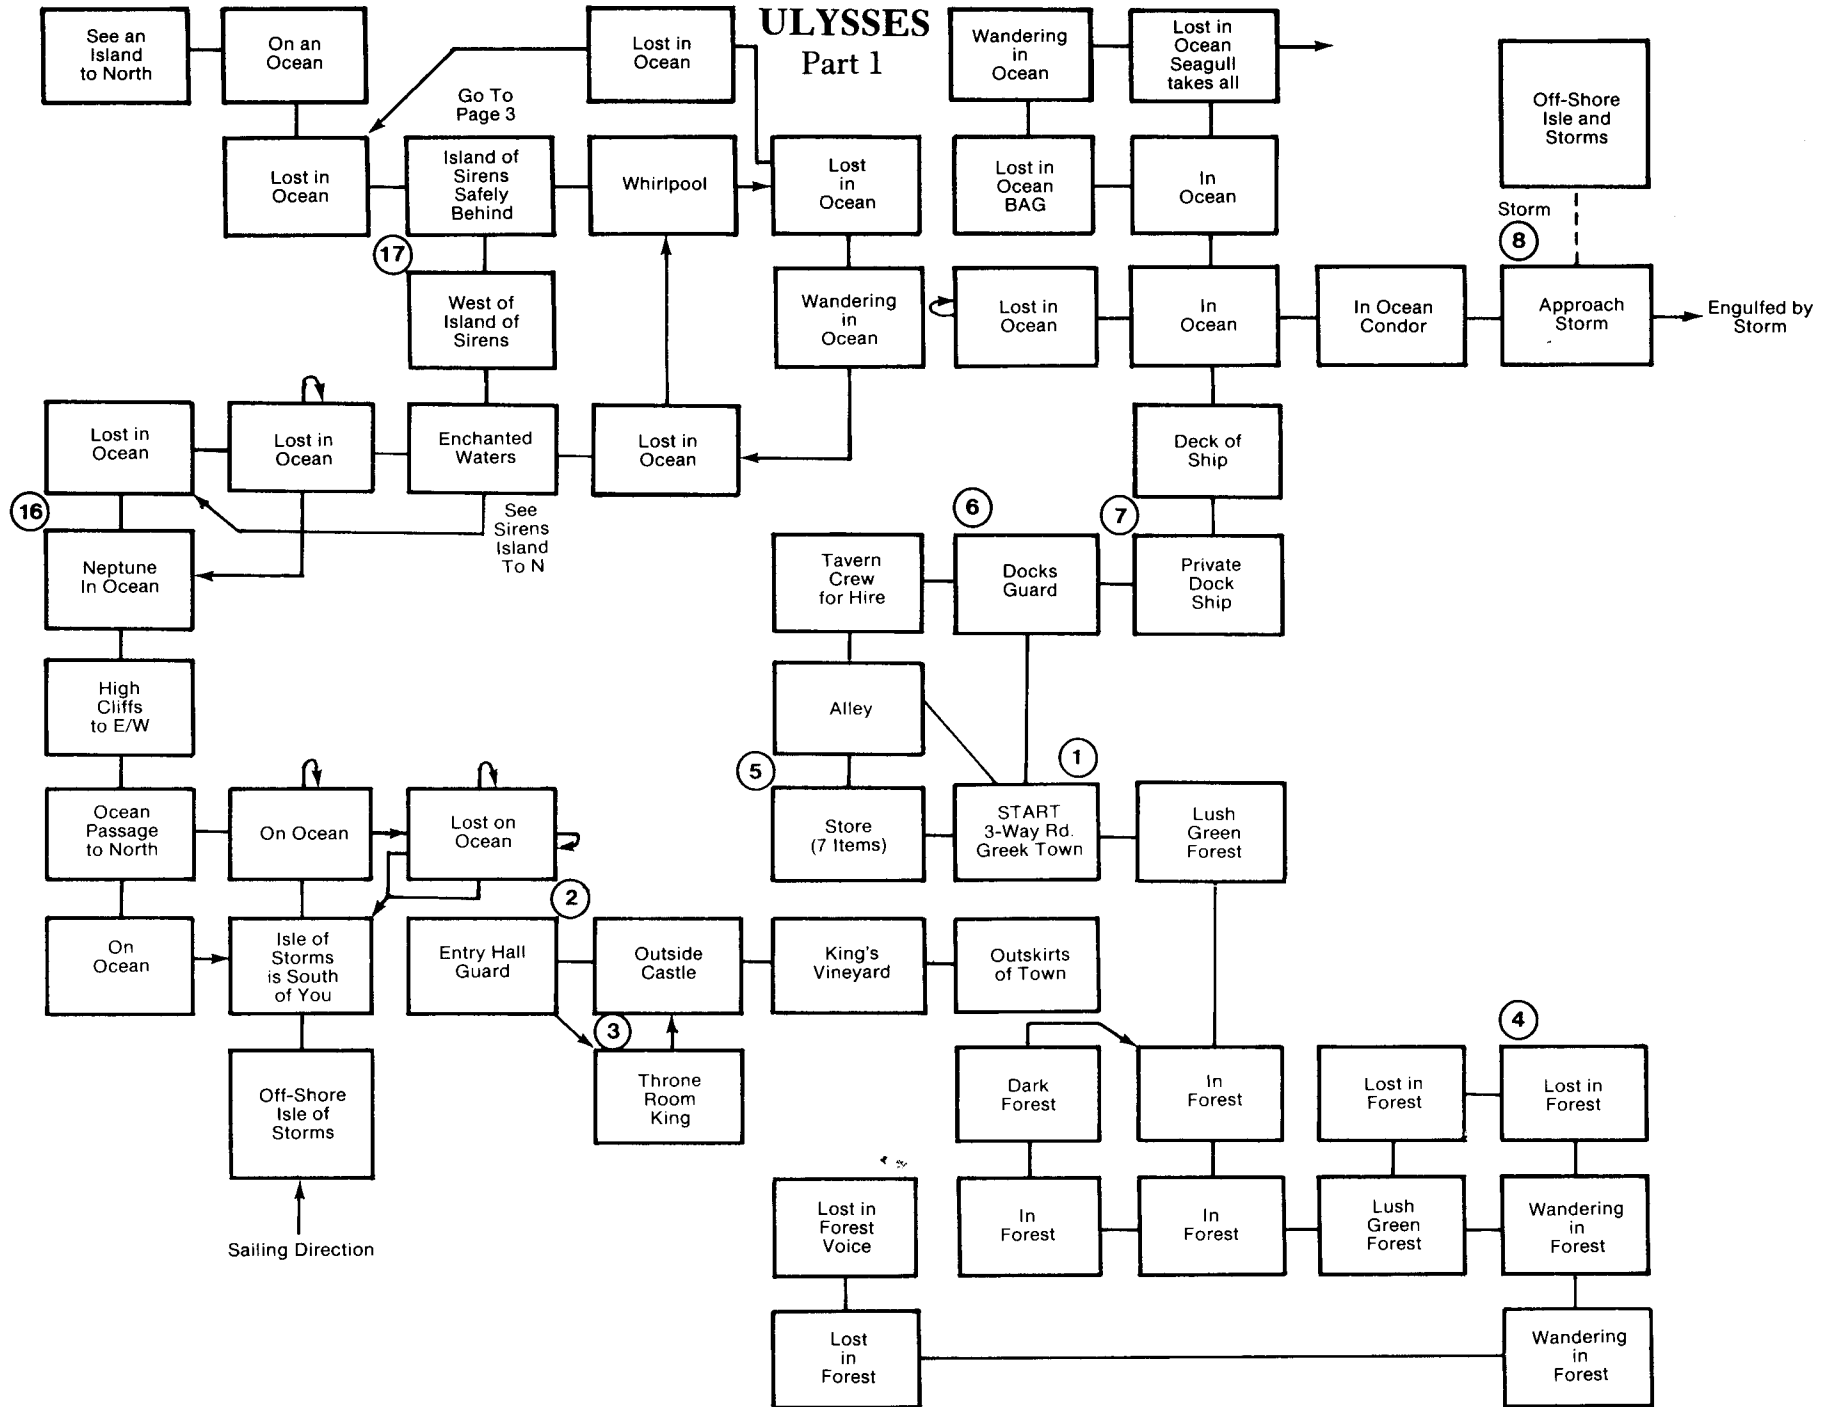 ULYSSES
Part 1
See an
Island
to North
On an
Ocean
Lost in
Ocean
Wandering
in
Ocean
Lost in
Ocean
Seagull
takes all
Off-Shore
Isle and
Storms
Go To
Page 3
Lost in
Ocean
Island of
Sirens
Safely
Behind
Whirlpool
Lost
in
Ocean
Lost in
Ocean
BAG
In
Ocean
Storm
8
17
West of
Island of
Sirens
Wandering
in
Ocean
Lost in
Ocean
In
Ocean
In Ocean
Condor
Approach
Storm
Engulfed by
Storm
Lost in
Ocean
Lost in
Ocean
Enchanted
Waters
Lost in
Ocean
Deck of
Ship
16
See
Sirens
Island
To N
6
7
Neptune
In Ocean
Tavern
Crew
for Hire
Docks
Guard
Private
Dock
Ship
High
Cliffs
to E/W
Alley
5
1
Ocean
Passage
to North
On Ocean
Lost on
Ocean
Store
(7 Items)
START
3-Way Rd.
Greek Town
Lush
Green
Forest
2
On
Ocean
Isle of
Storms
is South
of You
Entry Hall
Guard
Outside
Castle
King's
Vineyard
Outskirts
of Town
3
4
Off-Shore
Isle of
Storms
Throne
Room
King
Dark
Forest
In
Forest
Lost in
Forest
Lost in
Forest
Sailing Direction
Lost in
Forest
Voice
In
Forest
In
Forest
Lush
Green
Forest
Wandering
in
Forest
Lost
in
Forest
Wandering
in
Forest